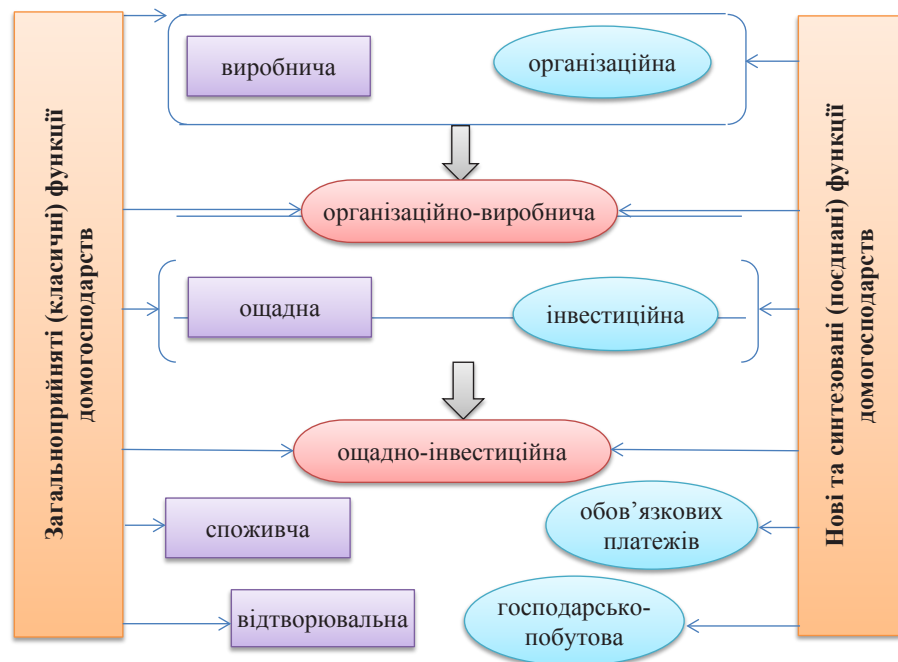 Загальноприйняті (класичні) функції
домогосподарств
виробнича
організаційна
організаційно-виробнича
ощадна
інвестиційна
ощадно-інвестиційна
споживча
обов’язкових
платежів
відтворювальна
господарсько-
побутова
Нові та синтезовані (поєднані) функції
домогосподарств